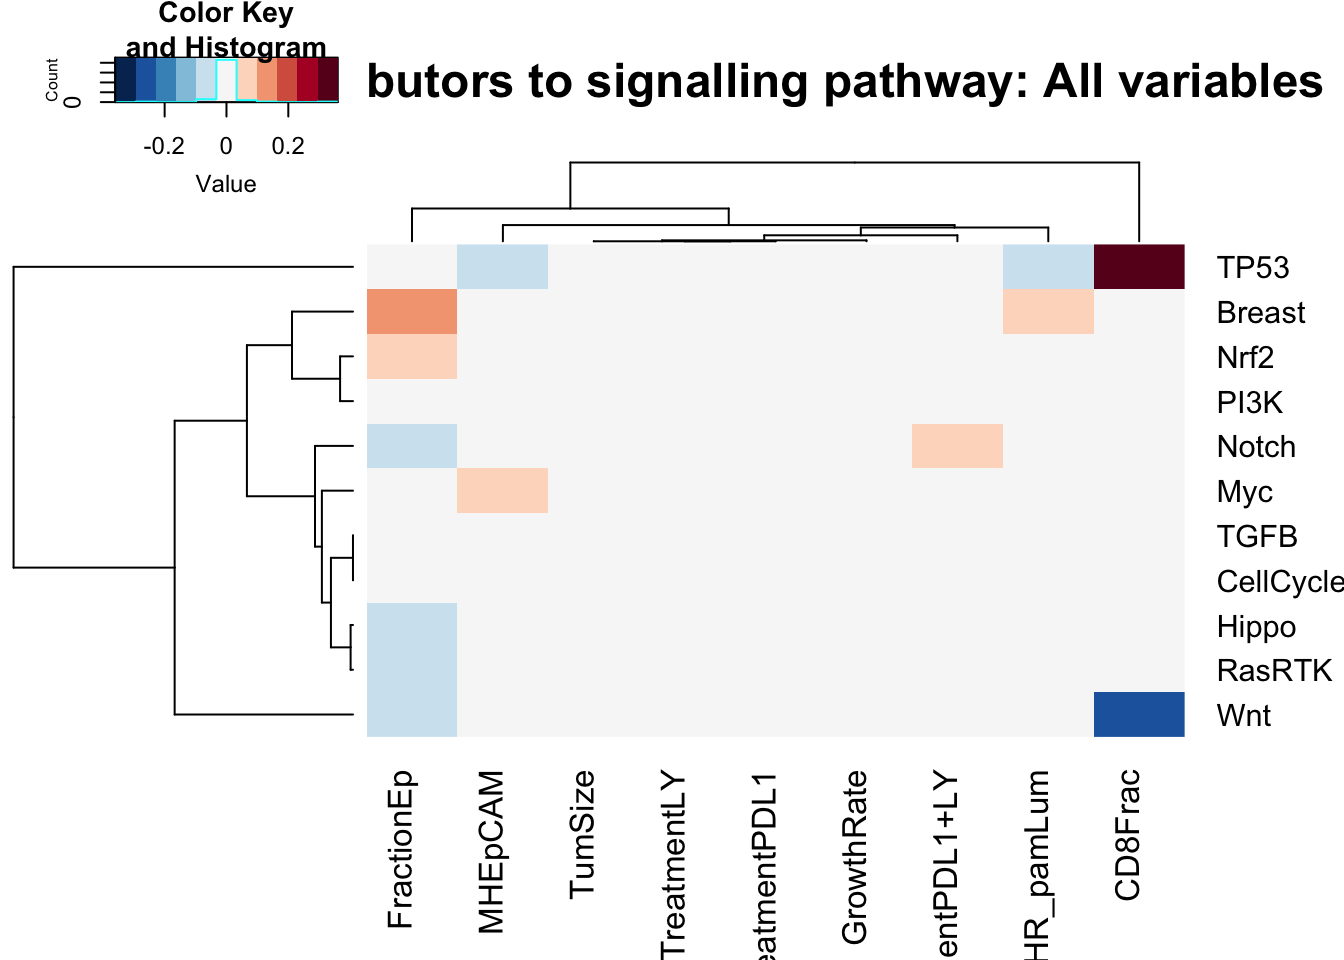 Color Key
and Histogram
Count
0
-0.2 0 0.2
Value
butors to signalling pathway: All variables
TP53
Breast
Nrf2
PI3K
Notch
Myc
TGFB
CellCycle
Hippo
RasRTK
Wnt
FractionEp
MHEpCAM
TumSize
TreatmentLY
eatmentPDL1
GrowthRate
entPDL1+LY
HR_pamLum
CD8Frac